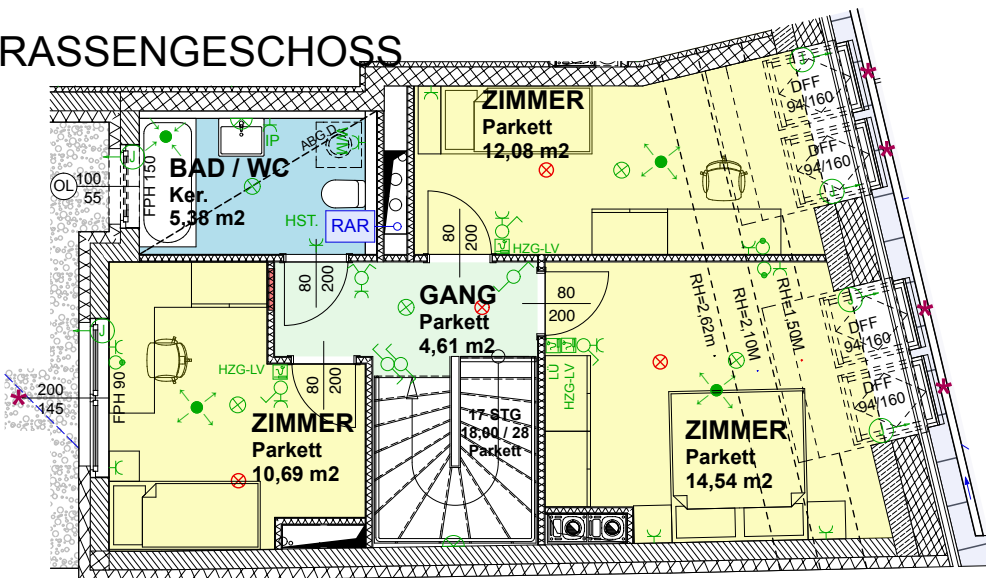 RASSENGESCHOSS
ZIMMER
Parkett
12,08 m2
DFF
94/160
DFF
94/160
BAD / WC
Ker.
5,38 m2
IP
ABG.D.
WM
FPH 150
J
OL
100
55
HST.
RAR
80
200
HZG-LV
80
200
GANG
Parkett
4,61 m2
80
200
RH=2,62m
RH=2,10M
RH=1,50M
DFF
94/160
DFF
94/160
J
200
145
FPH 90
HZG-LV
80
200
LÜ
HZG-LV
ZIMMER
Parkett
10,69 m2
17 STG
18,00 / 28
Parkett
ZIMMER
Parkett
14,54 m2